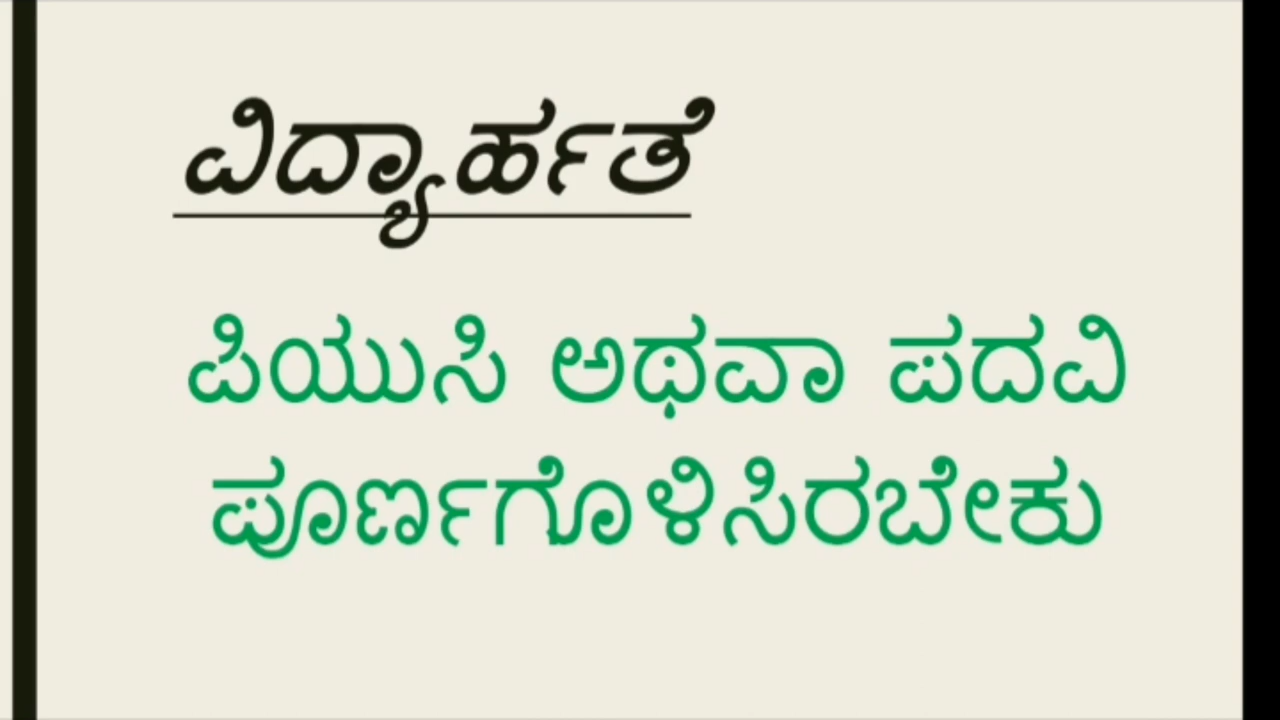 ವಿದ್ಯಾರ್ಹತೆ
ಪಿಯುಸಿ ಅಥವಾ ಪದವಿ
ಪೂರ್ಣಗೊಳಿಸಿರಬೇಕು